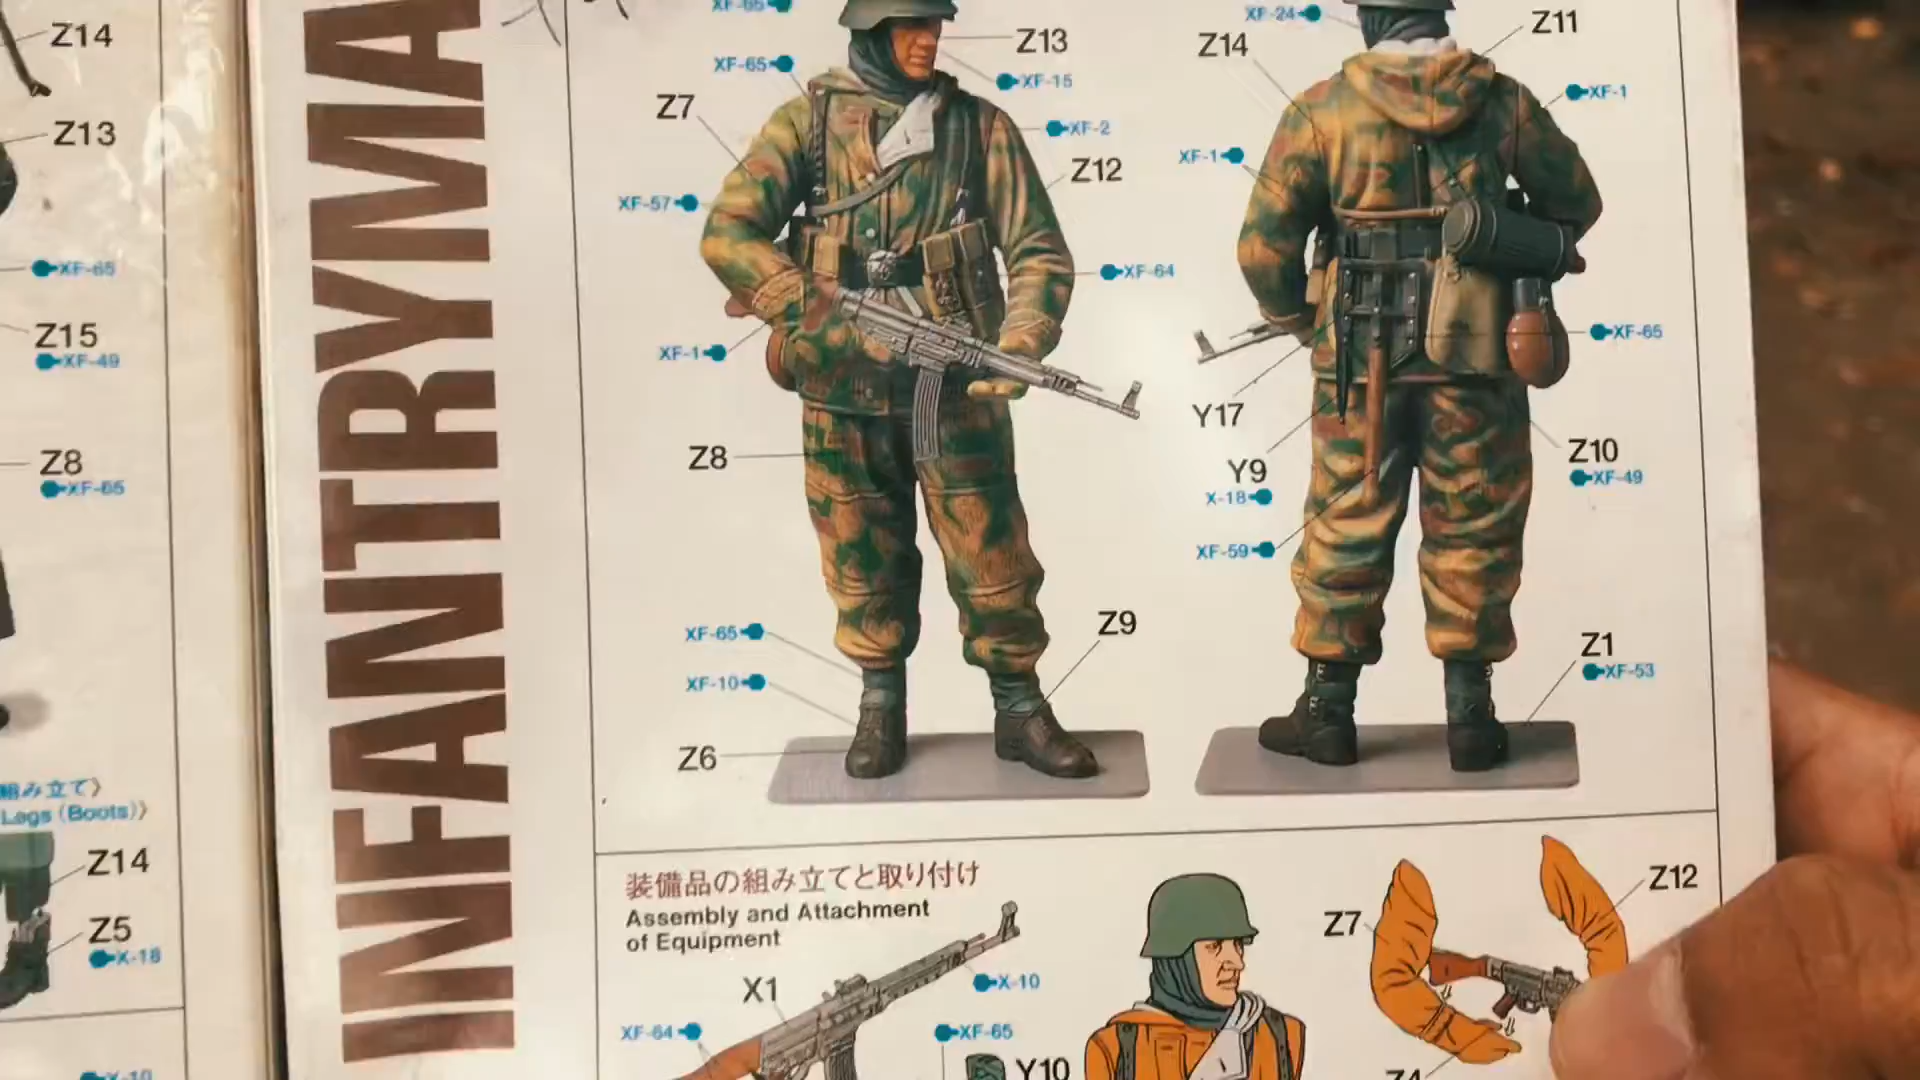 Z14
Z13
XF-65
Z15
XF-49
Z8
XF-65
組み立て》
Legs (Boots)》
Z14
Z5
X-18
X-10
INFANTRYMA
XF-65
Z13
XF-65
XF-15
Z7
XF-2
Z12
XF-57
XF-64
XF-1
Z8
XF-65
Z9
XF-10
Z6
XF-24
Z11
Z14
XF-1
XF-1
XF-65
Y17
Z10
Y9
XF-49
X-18
XF-59
Z1
XF-53
装備品の組み立てと取り付け
Assembly and Attachment
of Equipment
X1
X-10
XF-64
XF-65
Y10
Z12
Z7